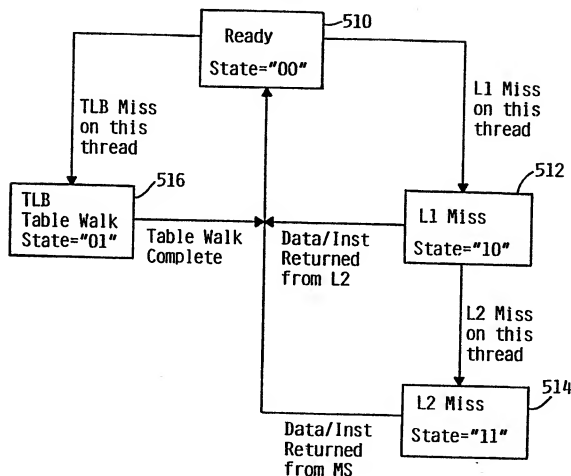 510
Ready
State="00"
TLB Miss
on this
thread
L1 Miss
on this
thread
516
TLB
Table Walk
State="01"
512
L1 Miss
State="10"
Table Walk
Complete
Data/Inst
Returned
from L2
L2 Miss
on this
thread
514
L2 Miss
State="11"
Data/Inst
Returned
from MS